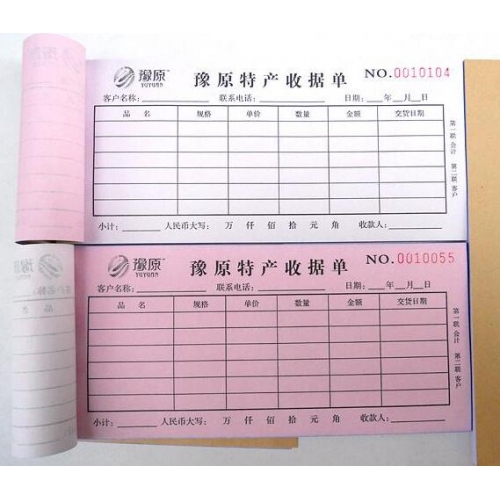 豫原 豫原特产收据单 NO.0010104
YUYUAN
客户名称: 联系电话: 日期: 年 月 日
品 名 规格 单价 数量 金额 交货日期
第一联会计 第二联客户
小计: 人民币大写: 万 仟 佰 拾 元 角 收款人:
豫原 豫原特产收据单 NO.0010055
YUYUAN
客户名称: 联系电话: 日期: 年 月 日
品 名 规格 单价 数量 金额 交货日期
第一联会计 第二联客户
小计: 人民币大写: 万 仟 佰 拾 元 角 收款人: